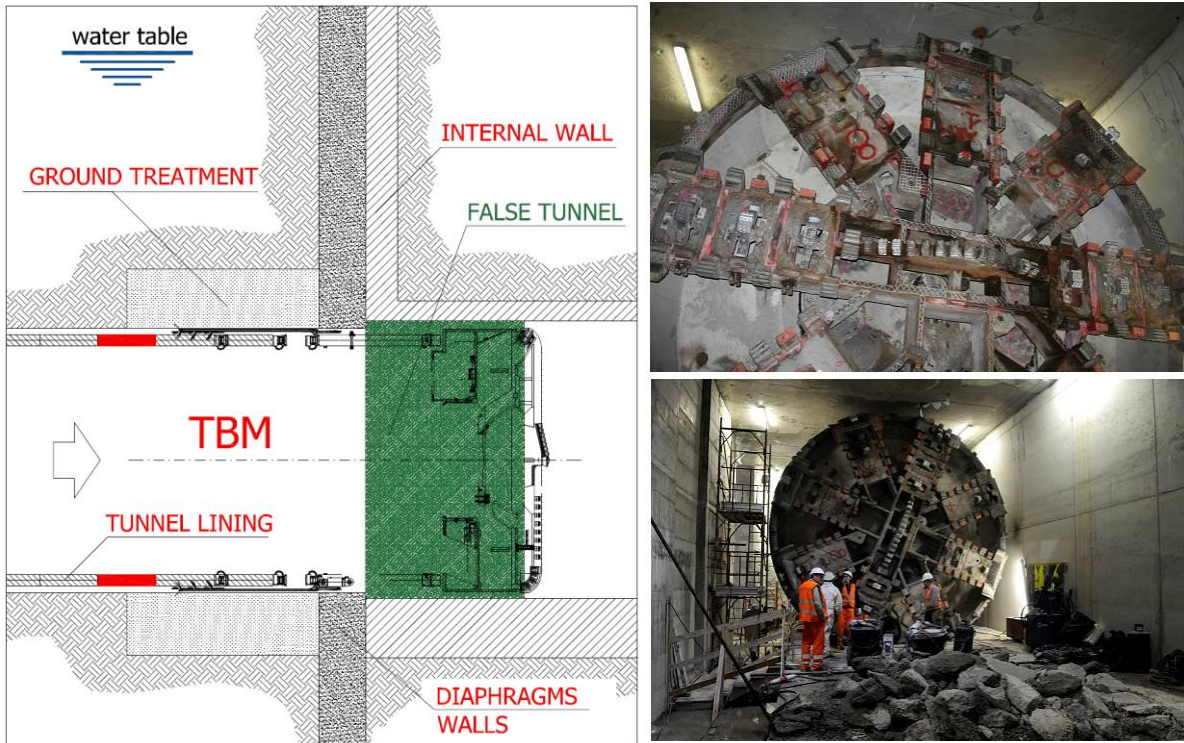 water table
INTERNAL WALL
GROUND TREATMENT
FALSE TUNNEL
TBM
TUNNEL LINING
DIAPHRAGMS
WALLS